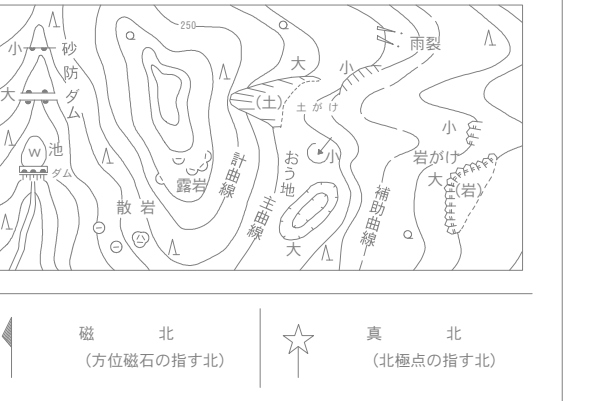 250
小 砂防ダム
大
雨裂
大
小
(土)
土がけ
小
岩がけ
W 池
ダム
おう地
小
大
(岩)
露岩
計曲線
補助曲線
散岩
主曲線
大
磁北
(方位磁石の指す北)
真北
(北極点の指す北)